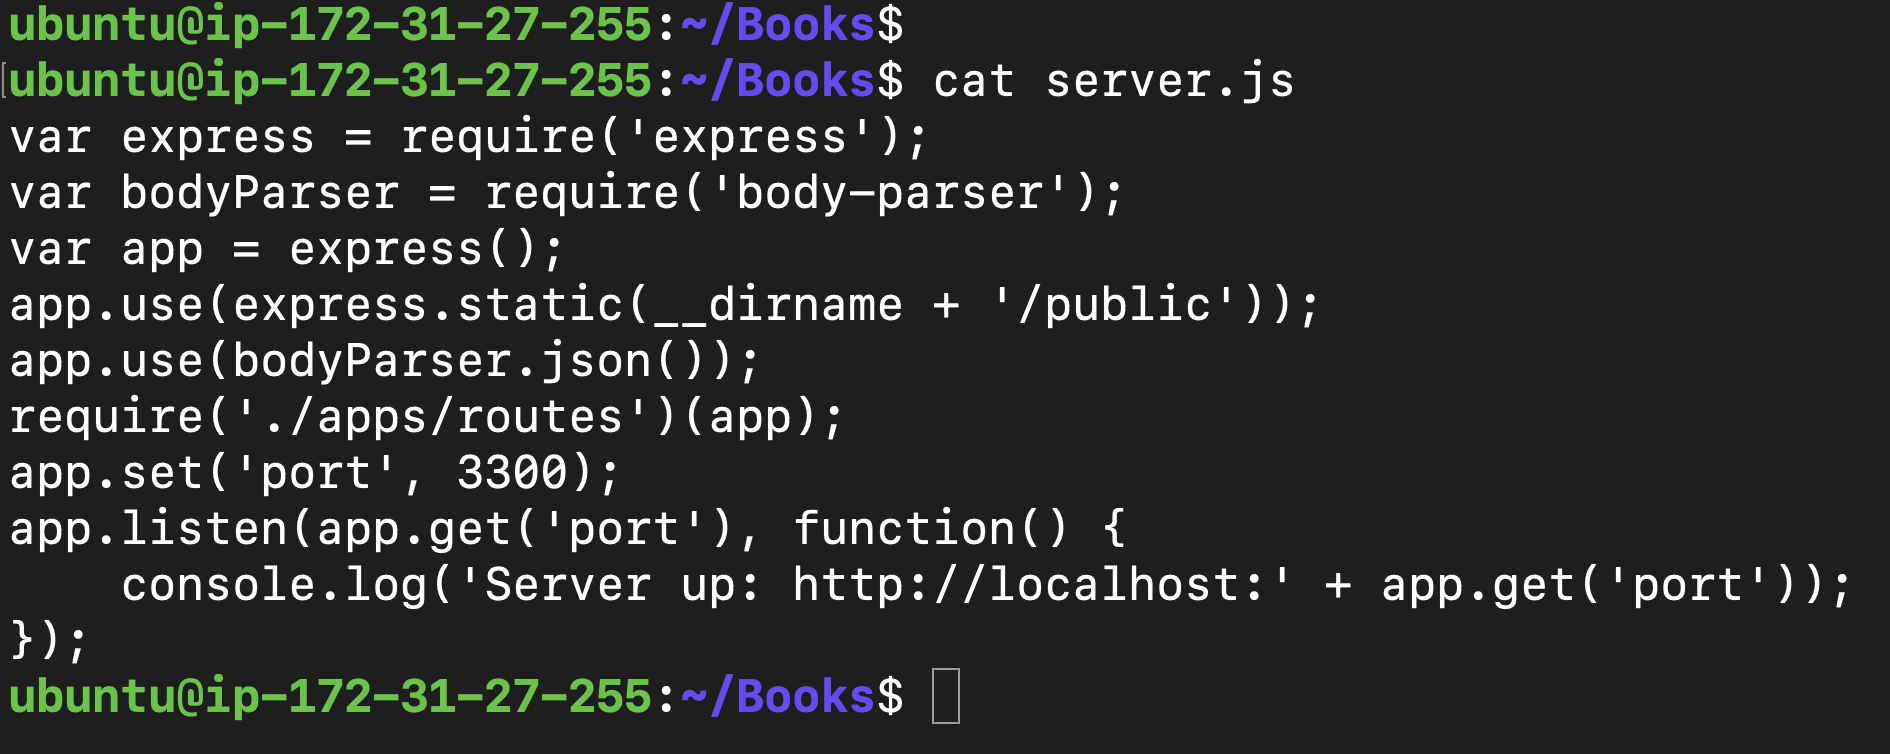 ubuntu@ip-172-31-27-255:~/Books$
ubuntu@ip-172-31-27-255:~/Books$ cat server.js
var express = require('express');
var bodyParser = require('body-parser');
var app = express();
app.use(express.static(__dirname + '/public'));
app.use(bodyParser.json());
require('./apps/routes')(app);
app.set('port', 3300);
app.listen(app.get('port'), function() {
    console.log('Server up: http://localhost:' + app.get('port'));
});
ubuntu@ip-172-31-27-255:~/Books$